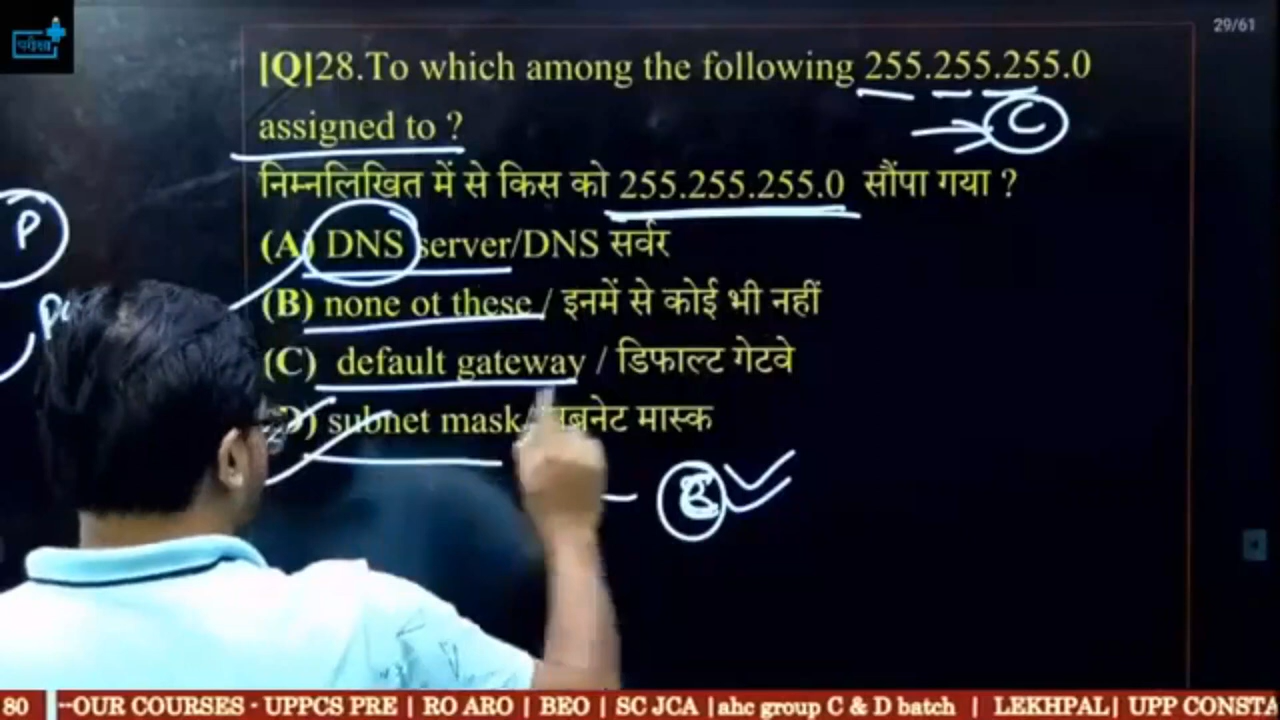 परीक्षा
29/61
[Q]28.To which among the following 255.255.255.0
assigned to ?
C
निम्नलिखित में से किस को 255.255.255.0 सौंपा गया ?
P
(A) DNS server/DNS सर्वर
(B) none ot these / इनमें से कोई भी नहीं
(C) default gateway / डिफाल्ट गेटवे
(D) subnet mask/ सबनेट मास्क
80 --OUR COURSES - UPPCS PRE | RO ARO | BEO | SC JCA |ahc group C & D batch | LEKHPAL| UPP CONSTA